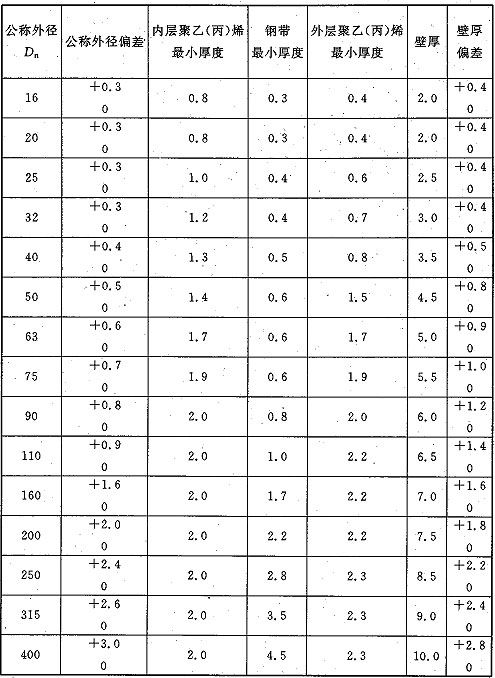 公称外径 Dn 公称外径偏差 内层聚乙(丙)烯最小厚度 钢带最小厚度 外层聚乙(丙)烯最小厚度 壁厚 壁厚偏差
16 +0.3 0 0.8 0.3 0.4 2.0 +0.4 0
20 +0.3 0 0.8 0.3 0.4 2.0 +0.4 0
25 +0.3 0 1.0 0.4 0.6 2.5 +0.4 0
32 +0.3 0 1.2 0.4 0.7 3.0 +0.4 0
40 +0.4 0 1.3 0.5 0.8 3.5 +0.5 0
50 +0.5 0 1.4 0.6 1.5 4.5 +0.8 0
63 +0.6 0 1.7 0.6 1.7 5.0 +0.9 0
75 +0.7 0 1.9 0.6 1.9 5.5 +1.0 0
90 +0.8 0 2.0 0.8 2.0 6.0 +1.2 0
110 +0.9 0 2.0 1.0 2.2 6.5 +1.4 0
160 +1.6 0 2.0 1.7 2.2 7.0 +1.6 0
200 +2.0 0 2.0 2.2 2.2 7.5 +1.8 0
250 +2.4 0 2.0 2.8 2.3 8.5 +2.2 0
315 +2.6 0 2.0 3.5 2.3 9.0 +2.4 0
400 +3.0 0 2.0 4.5 2.3 10.0 +2.8 0